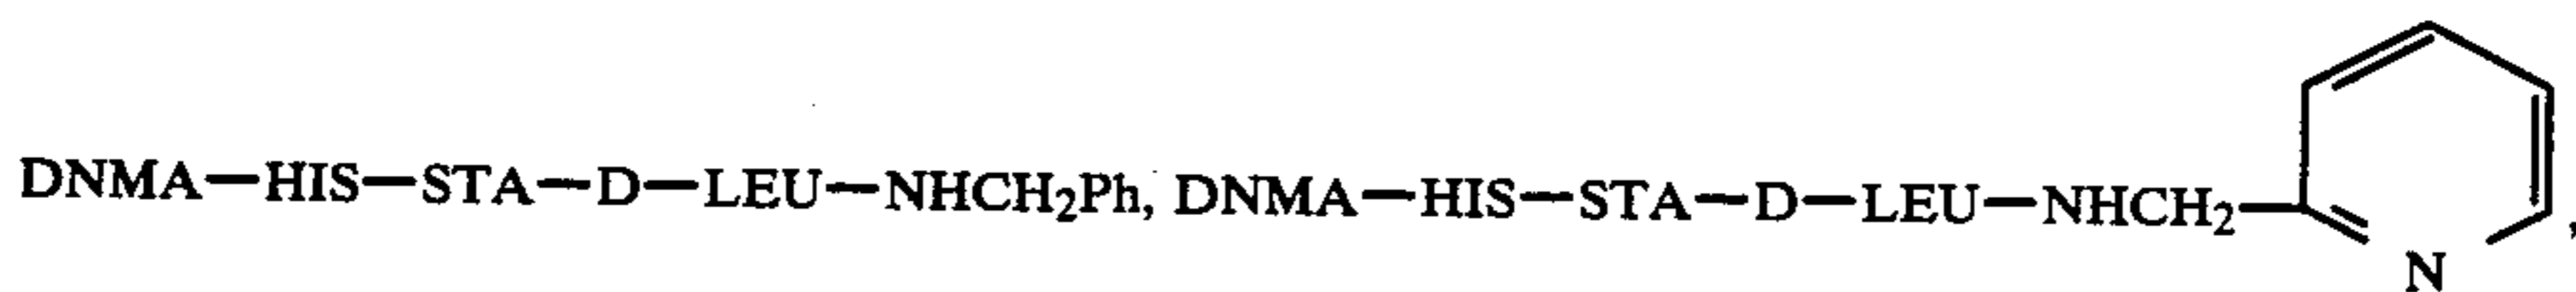 DNMA—HIS—STA—D—LEU—NHCH₂Ph, DNMA—HIS—STA—D—LEU—NHCH₂—
N ,